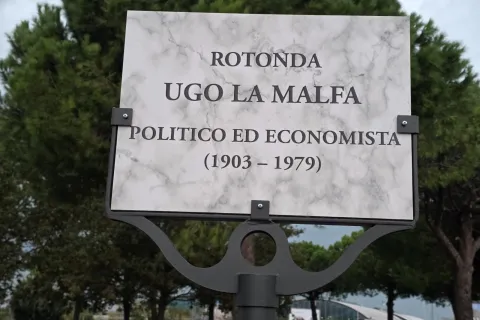 ROTONDA
UGO LA MALFA
POLITICO ED ECONOMISTA
(1903 – 1979)